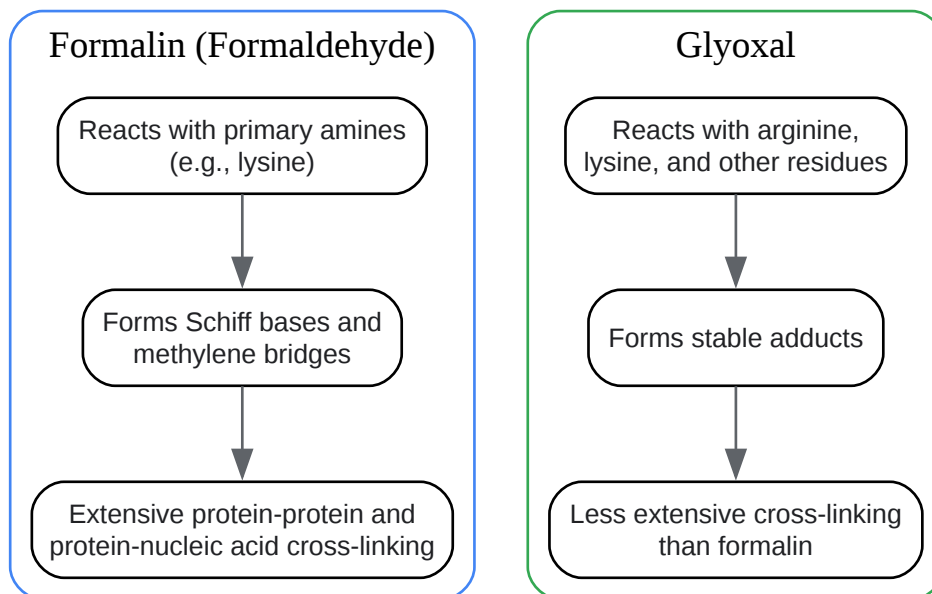 Formalin (Formaldehyde)
Reacts with primary amines
(e.g., lysine)
Forms Schiff bases and
methylene bridges
Extensive protein-protein and
protein-nucleic acid cross-linking
Glyoxal
Reacts with arginine,
lysine, and other residues
Forms stable adducts
Less extensive cross-linking
than formalin